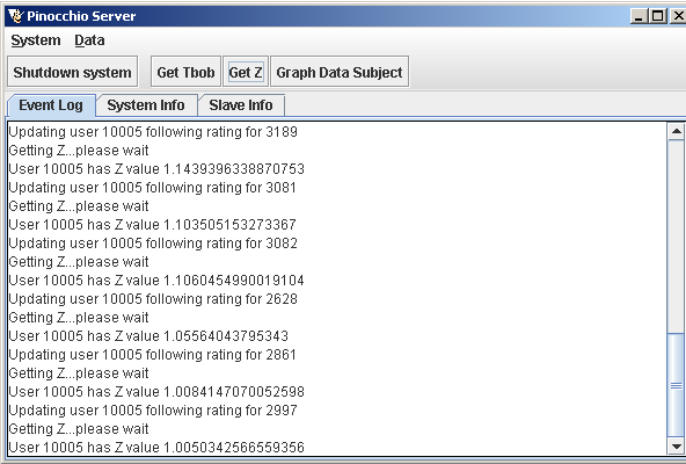 Pinocchio Server
System Data
Shutdown system Get Tbob Get Z Graph Data Subject
Event Log System Info Slave Info
Updating user 10005 following rating for 3189
Getting Z...please wait
User 10005 has Z value 1.1439396338870753
Updating user 10005 following rating for 3081
Getting Z...please wait
User 10005 has Z value 1.103505153273367
Updating user 10005 following rating for 3082
Getting Z...please wait
User 10005 has Z value 1.1060454990019104
Updating user 10005 following rating for 2628
Getting Z...please wait
User 10005 has Z value 1.05564043795343
Updating user 10005 following rating for 2861
Getting Z...please wait
User 10005 has Z value 1.0084147070052598
Updating user 10005 following rating for 2997
Getting Z...please wait
User 10005 has Z value 1.0050342566559356